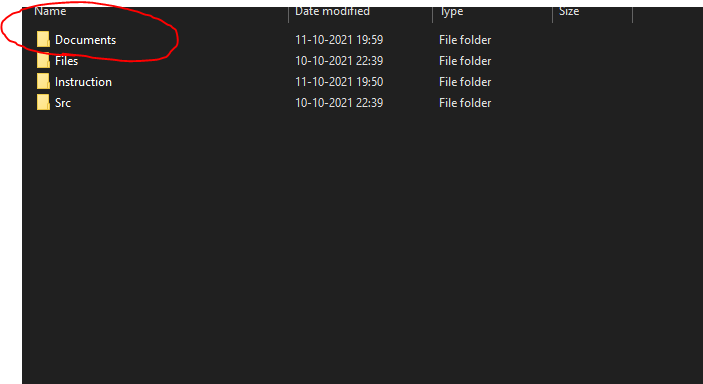 Name Date modified Type Size
Documents 11-10-2021 19:59 File folder
Files 10-10-2021 22:39 File folder
Instruction 11-10-2021 19:50 File folder
Src 10-10-2021 22:39 File folder